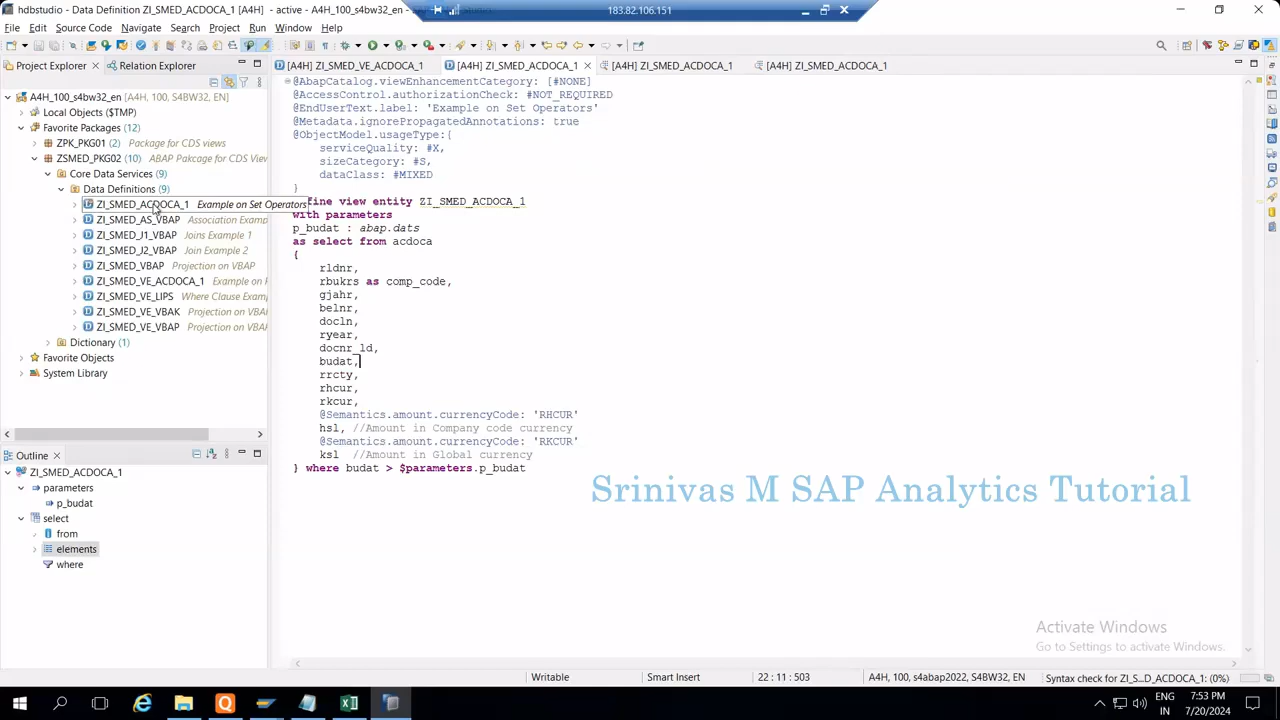 hdbstudio - Data Definition ZI_SMED_ACDOCA_1 [A4H] - active - A4H_100_s4bw32_en
183.82.106.151
File Edit Source Code Navigate Search Project Run Window Help
Project Explorer
Relation Explorer
[A4H] ZI_SMED_VE_ACDOCA_1
[A4H] ZI_SMED_ACDOCA_1
[A4H] ZI_SMED_ACDOCA_1
[A4H] ZI_SMED_ACDOCA_1
A4H_100_s4bw32_en [A4H, 100, S4BW32, EN]
Local Objects ($TMP)
Favorite Packages (12)
ZPK_PKG01 (2) Package for CDS views
ZSMED_PKG02 (10) ABAP Pakcage for CDS View
Core Data Services (9)
Data Definitions (9)
ZI_SMED_ACDOCA_1 Example on Set Operators
ZI_SMED_AS_VBAP Association Examp
ZI_SMED_J1_VBAP Joins Example 1
ZI_SMED_J2_VBAP Join Example 2
ZI_SMED_VBAP Projection on VBAP
ZI_SMED_VE_ACDOCA_1 Example on
ZI_SMED_VE_LIPS Where Clause Examp
ZI_SMED_VE_VBAK Projection on VBAK
ZI_SMED_VE_VBAP Projection on VBAP
Dictionary (1)
Favorite Objects
System Library
@AbapCatalog.viewEnhancementCategory: [#NONE]
@AccessControl.authorizationCheck: #NOT_REQUIRED
@EndUserText.label: 'Example on Set Operators'
@Metadata.ignorePropagatedAnnotations: true
@ObjectModel.usageType:{
serviceQuality: #X,
sizeCategory: #S,
dataClass: #MIXED
}
fine view entity ZI_SMED_ACDOCA_1
with parameters
p_budat : abap.dats
as select from acdoca
{
rldnr,
rbukrs as comp_code,
gjahr,
belnr,
docln,
ryear,
docnr_ld,
budat,
rrcty,
rhcur,
rkcur,
@Semantics.amount.currencyCode: 'RHCUR'
hsl, //Amount in Company code currency
@Semantics.amount.currencyCode: 'RKCUR'
ksl //Amount in Global currency
} where budat > $parameters.p_budat
Srinivas M SAP Analytics Tutorial
Outline
ZI_SMED_ACDOCA_1
parameters
p_budat
select
from
elements
where
Activate Windows
Go to Settings to activate Windows.
Writable
Smart Insert
22 : 11 : 503
A4H, 100, s4abap2022, S4BW32, EN
Syntax check for ZI_S...D_ACDOCA_1: (0%)
ENG
IN
7:53 PM
7/20/2024